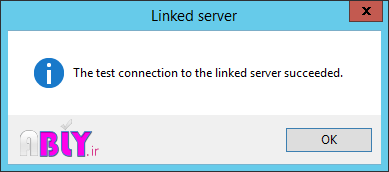 Linked server
x
The test connection to the linked server succeeded.
ABLY.ir
OK